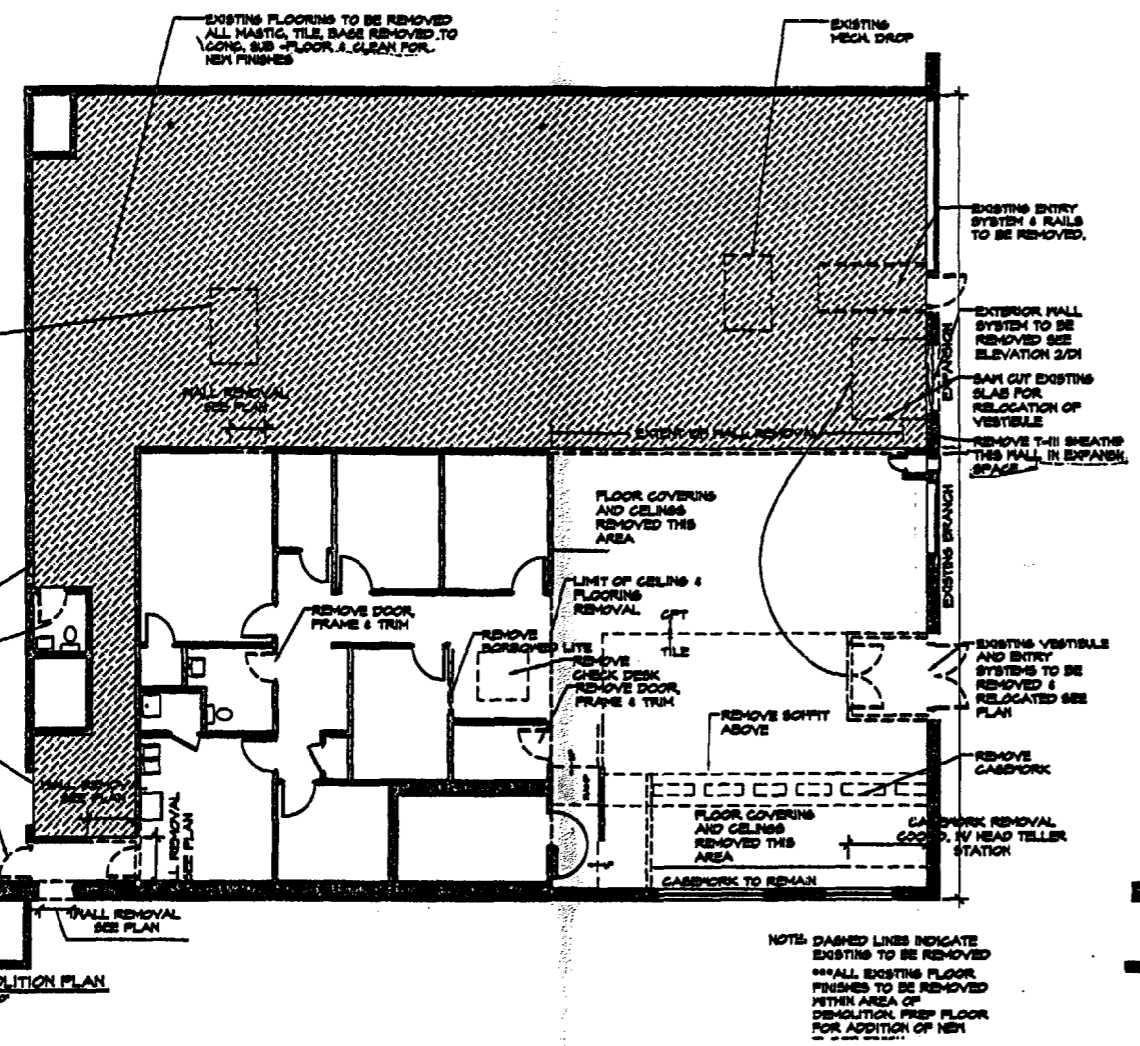 EXISTING FLOORING TO BE REMOVED
ALL MASTIC, TILE, BASE REMOVED TO
CONC. SUB-FLOOR & CLEAN FOR
NEW FINISHES
EXISTING
MECH. DROP
EXISTING ENTRY
SYSTEM & RAILS
TO BE REMOVED.
EXTERIOR WALL
SYSTEM TO BE
REMOVED SEE
ELEVATION 2/D1
EXPANSION
SAW CUT EXISTING
SLAB FOR
RELOCATION OF
VESTIBULE
WALL REMOVAL
SEE PLAN
EXTENT OF WALL REMOVAL
REMOVE T-111 SHEATHS
THIS WALL IN EXPANSN.
SPACE
EXISTING BRANCH
FLOOR COVERING
AND CELINGS
REMOVED THIS
AREA
LIMIT OF CEILING &
FLOORING
REMOVAL
REMOVE DOOR,
FRAME & TRIM
CPT
TILE
REMOVE
BORROWED LITE
REMOVE
CHECK DESK
REMOVE DOOR,
FRAME & TRIM
EXISTING VESTIBULE
AND ENTRY
SYSTEMS TO BE
REMOVED &
RELOCATED SEE
PLAN
REMOVE SOFFIT
ABOVE
REMOVE
CASEWORK
RAMP
WALL REMOV
SEE PLAN
LL REMOVAL
SEE PLAN
FLOOR COVERING
AND CELINGS
REMOVED THIS
AREA
CASEWORK REMOVAL
COORD. W/ HEAD TELLER
STATION
CASEWORK TO REMAIN
WALL REMOVAL
SEE PLAN
OLITION PLAN
NOTE: DASHED LINES INDICATE
EXISTING TO BE REMOVED
***ALL EXISTING FLOOR
FINISHES TO BE REMOVED
WITHIN AREA OF
DEMOLITION. PREP FLOOR
FOR ADDITION OF NEW